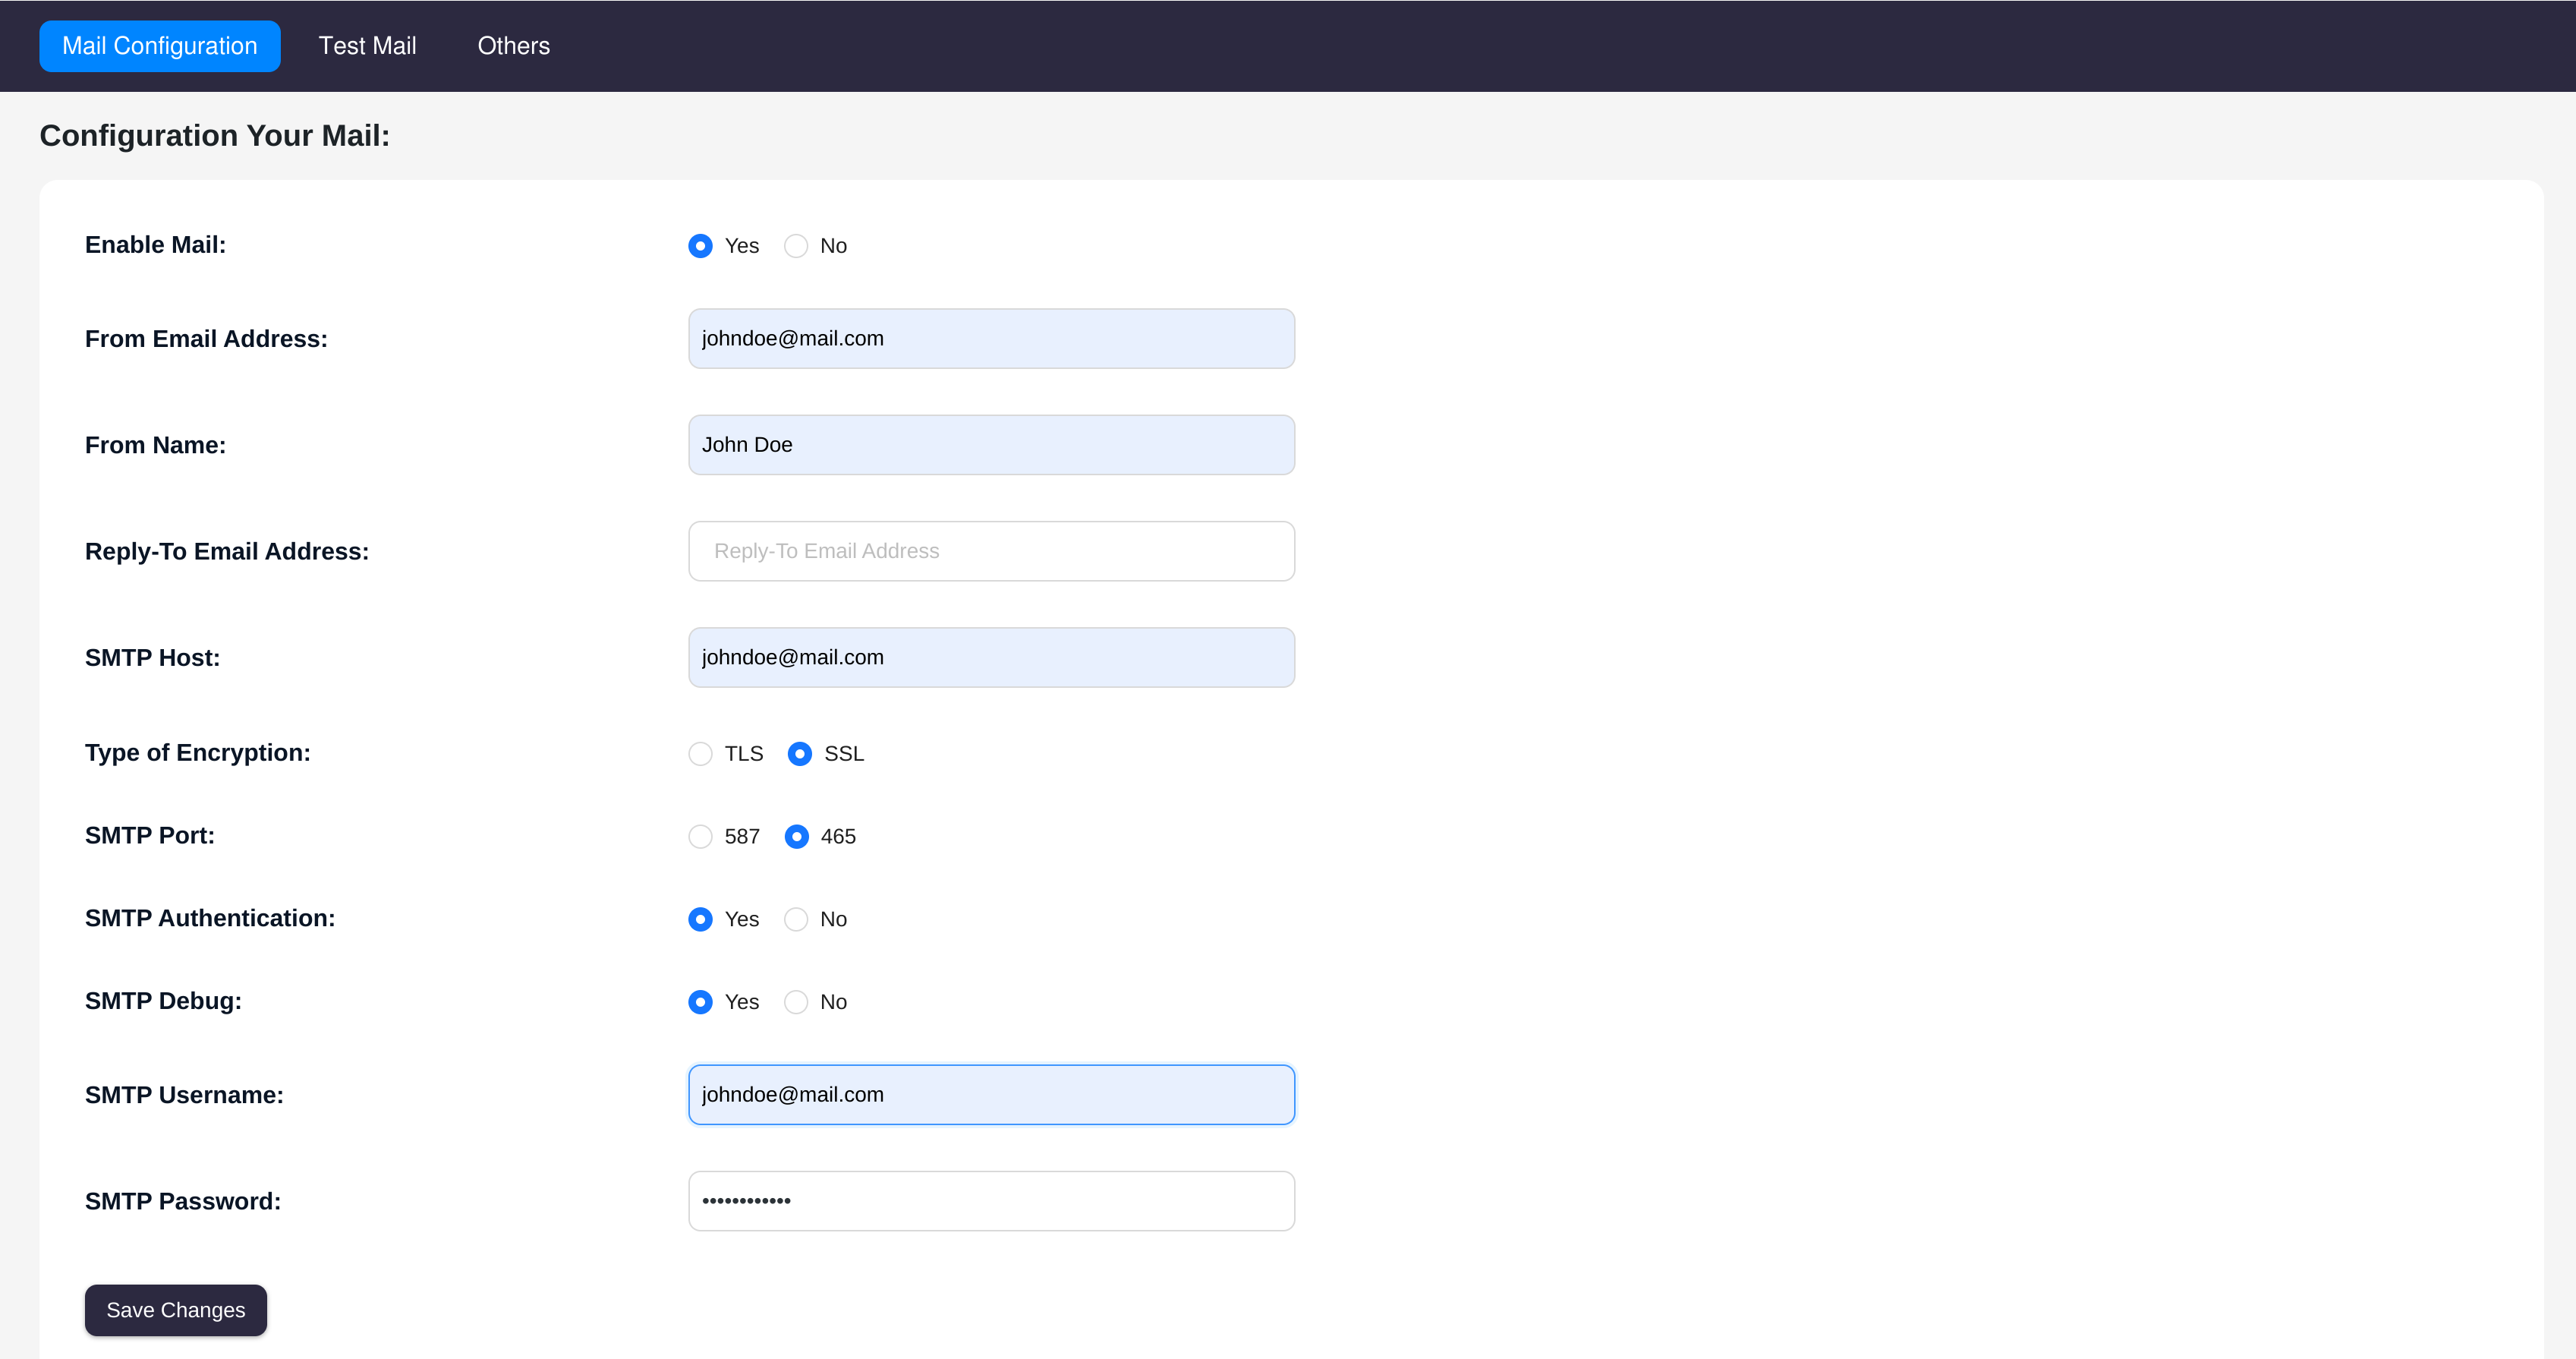 Mail Configuration Test Mail Others
Configuration Your Mail:
Enable Mail: Yes No
From Email Address: johndoe@mail.com
From Name: John Doe
Reply-To Email Address: Reply-To Email Address
SMTP Host: johndoe@mail.com
Type of Encryption: TLS SSL
SMTP Port: 587 465
SMTP Authentication: Yes No
SMTP Debug: Yes No
SMTP Username: johndoe@mail.com
SMTP Password: ••••••••••••
Save Changes